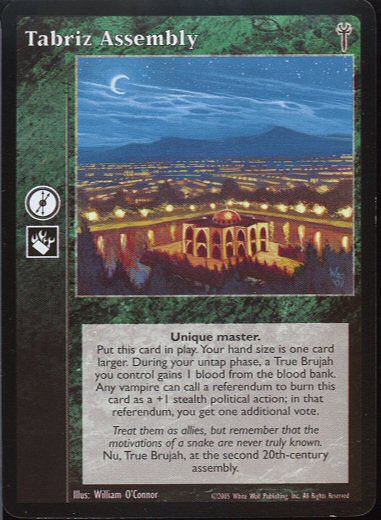 Tabriz Assembly
Unique master.
Put this card in play. Your hand size is one card
larger. During your untap phase, a True Brujah
you control gains 1 blood from the blood bank.
Any vampire can call a referendum to burn this
card as a +1 stealth political action; in that
referendum, you get one additional vote.
Treat them as allies, but remember that the
motivations of a snake are never truly known.
Nu, True Brujah, at the second 20th-century
assembly.
Illus: William O'Connor
©2005 White Wolf Publishing, Inc. All Rights Reserved